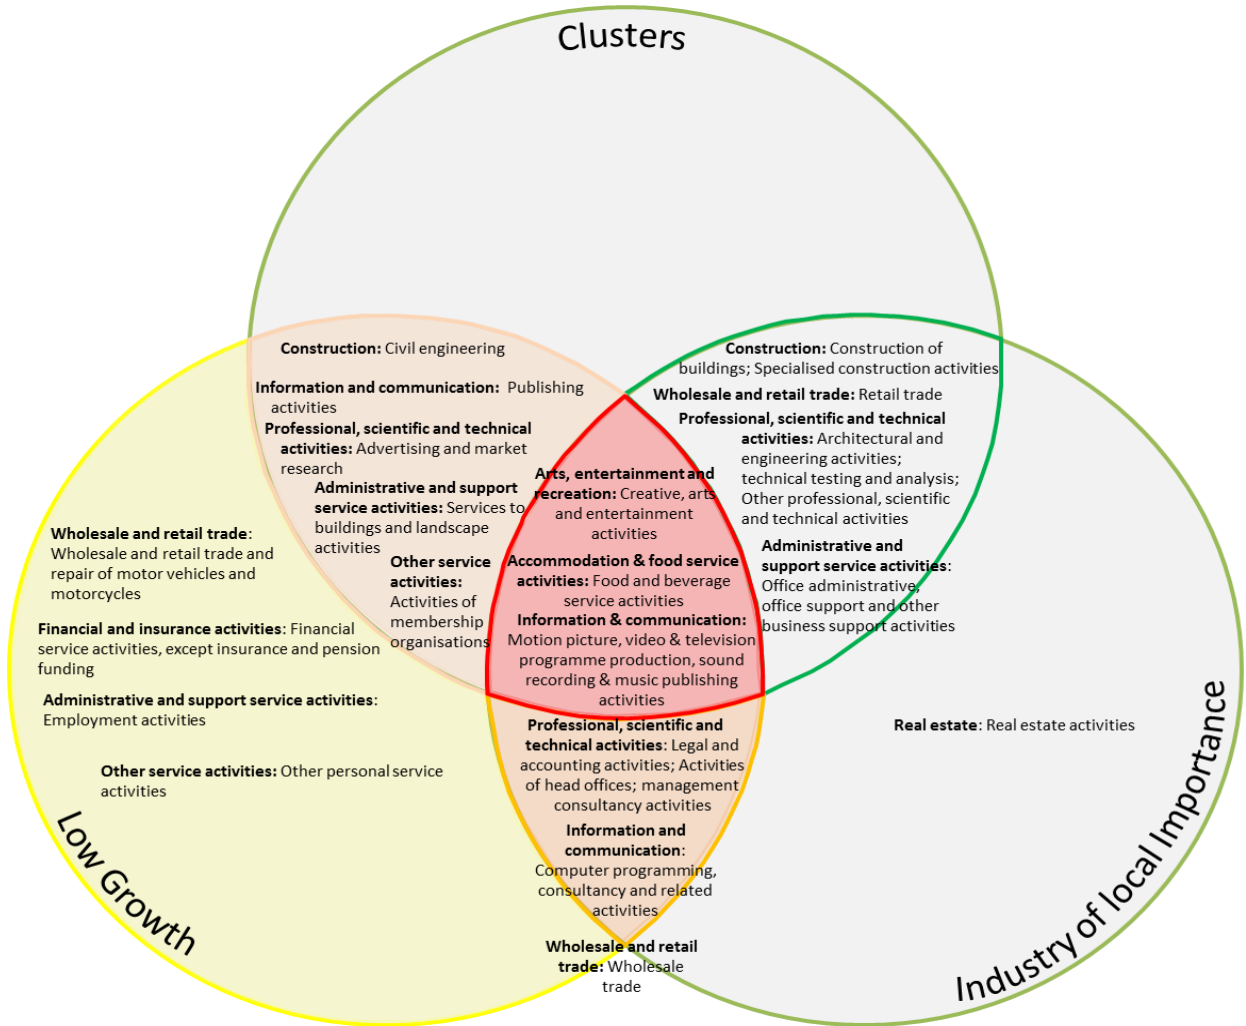 Clusters
Construction: Civil engineering
Information and communication: Publishing
activities
Professional, scientific and technical
activities: Advertising and market
research
Administrative and support
service activities: Services to
buildings and landscape
activities
Other service
activities:
Activities of
membership
organisations
Construction: Construction of
buildings; Specialised construction activities
Wholesale and retail trade: Retail trade
Professional, scientific and technical
activities: Architectural and
engineering activities;
technical testing and analysis;
Other professional, scientific
and technical activities
Administrative and
support service activities:
Office administrative,
office support and other
business support activities
Arts, entertainment and
recreation: Creative, arts
and entertainment
activities
Accommodation & food service
activities: Food and beverage
service activities
Information & communication:
Motion picture, video & television
programme production, sound
recording & music publishing
activities
Wholesale and retail trade:
Wholesale and retail trade and
repair of motor vehicles and
motorcycles
Financial and insurance activities: Financial
service activities, except insurance and pension
funding
Administrative and support service activities:
Employment activities
Other service activities: Other personal service
activities
Low Growth
Professional, scientific and
technical activities: Legal and
accounting activities; Activities
of head offices; management
consultancy activities
Information and
communication:
Computer programming,
consultancy and related
activities
Wholesale and retail
trade: Wholesale
trade
Real estate: Real estate activities
Industry of local Importance